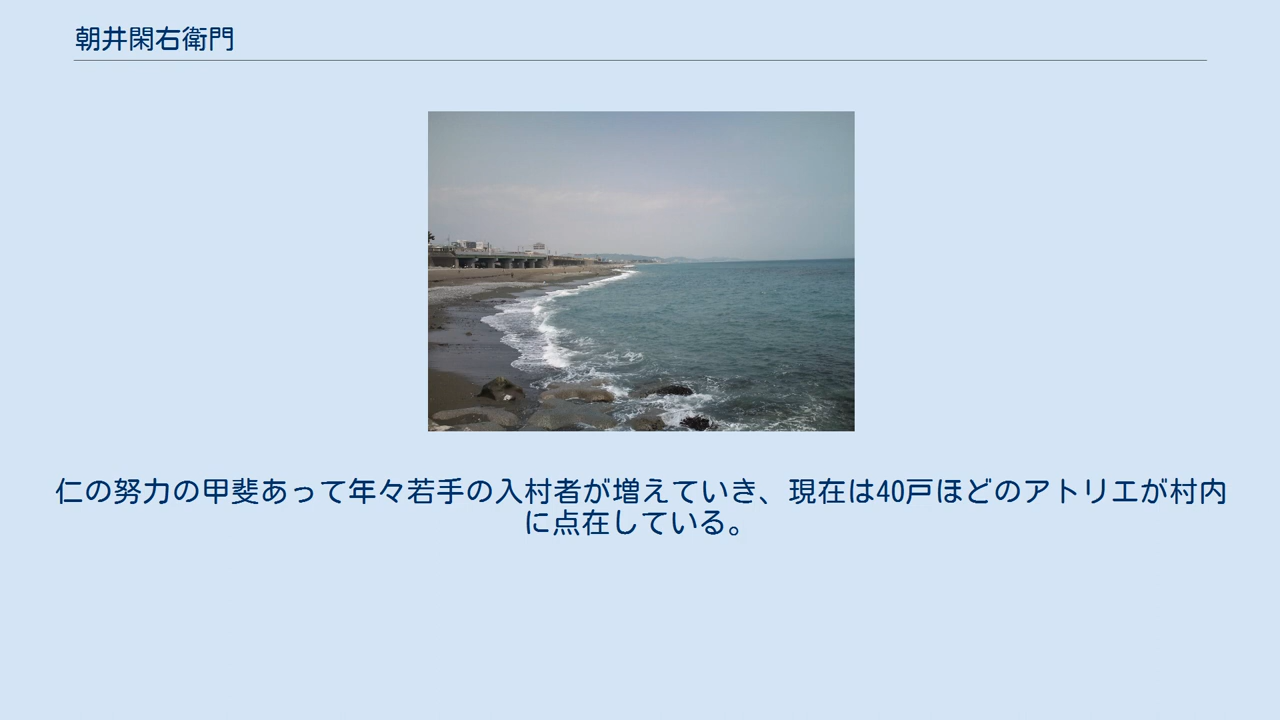 朝井閑右衛門
仁の努力の甲斐あって年々若手の入村者が増えていき、現在は40戸ほどのアトリエが村内
に点在している。